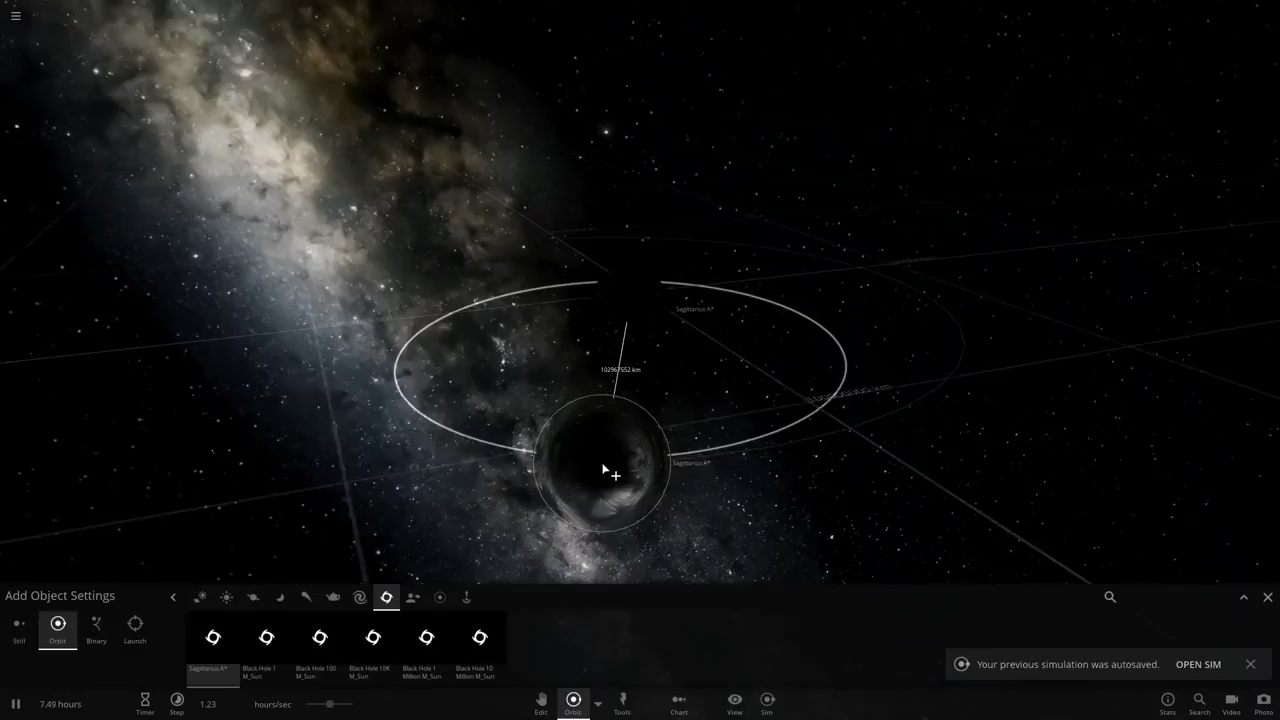 Sagittarius A*
102967552 km
Sagittarius A*
Add Object Settings
Still
Orbit
Binary
Launch
Sagittarius A*
Black Hole 1
M_Sun
Black Hole 100
M_Sun
Black Hole 10K
M_Sun
Black Hole 1
Million M_Sun
Black Hole 10
Million M_Sun
Your previous simulation was autosaved.
OPEN SIM
7.49 hours
Timer
Step
1.23
hours/sec
Edit
Orbit
Tools
Chart
View
Sim
Stats
Search
Video
Photo